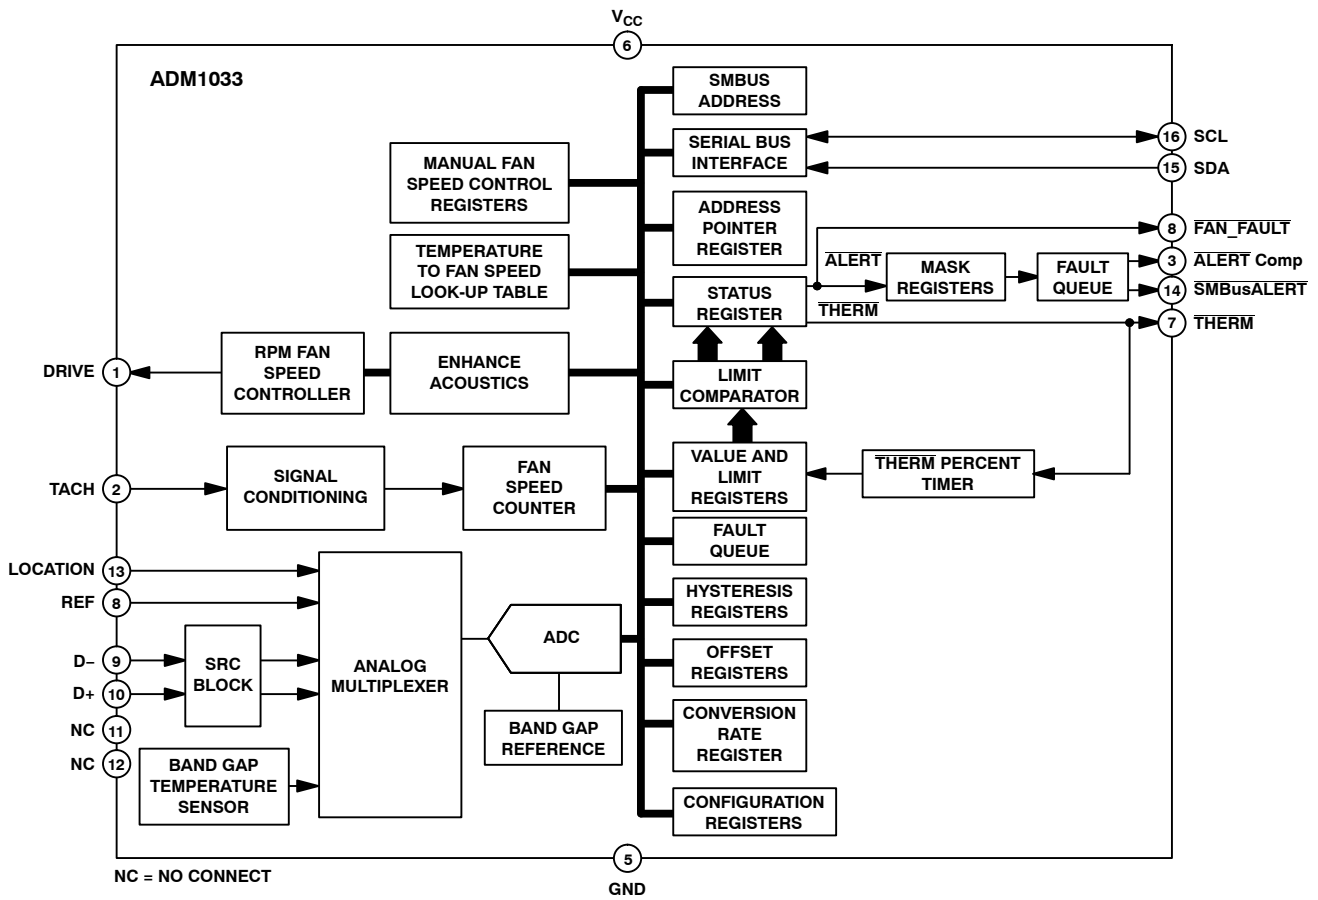 VCC
6
ADM1033
SMBUS
ADDRESS
SERIAL BUS
INTERFACE
16
SCL
15
SDA
MANUAL FAN
SPEED CONTROL
REGISTERS
ADDRESS
POINTER
REGISTER
8
FAN_FAULT
TEMPERATURE
TO FAN SPEED
LOOK-UP TABLE
STATUS
REGISTER
ALERT
THERM
MASK
REGISTERS
FAULT
QUEUE
3
ALERT Comp
14
SMBusALERT
7
THERM
DRIVE
1
RPM FAN
SPEED
CONTROLLER
ENHANCE
ACOUSTICS
LIMIT
COMPARATOR
TACH
2
SIGNAL
CONDITIONING
FAN
SPEED
COUNTER
VALUE AND
LIMIT
REGISTERS
THERM PERCENT
TIMER
FAULT
QUEUE
LOCATION
13
REF
8
HYSTERESIS
REGISTERS
D–
9
D+
10
SRC
BLOCK
ANALOG
MULTIPLEXER
ADC
OFFSET
REGISTERS
NC
11
NC
12
BAND GAP
REFERENCE
CONVERSION
RATE
REGISTER
BAND GAP
TEMPERATURE
SENSOR
CONFIGURATION
REGISTERS
5
GND
NC = NO CONNECT